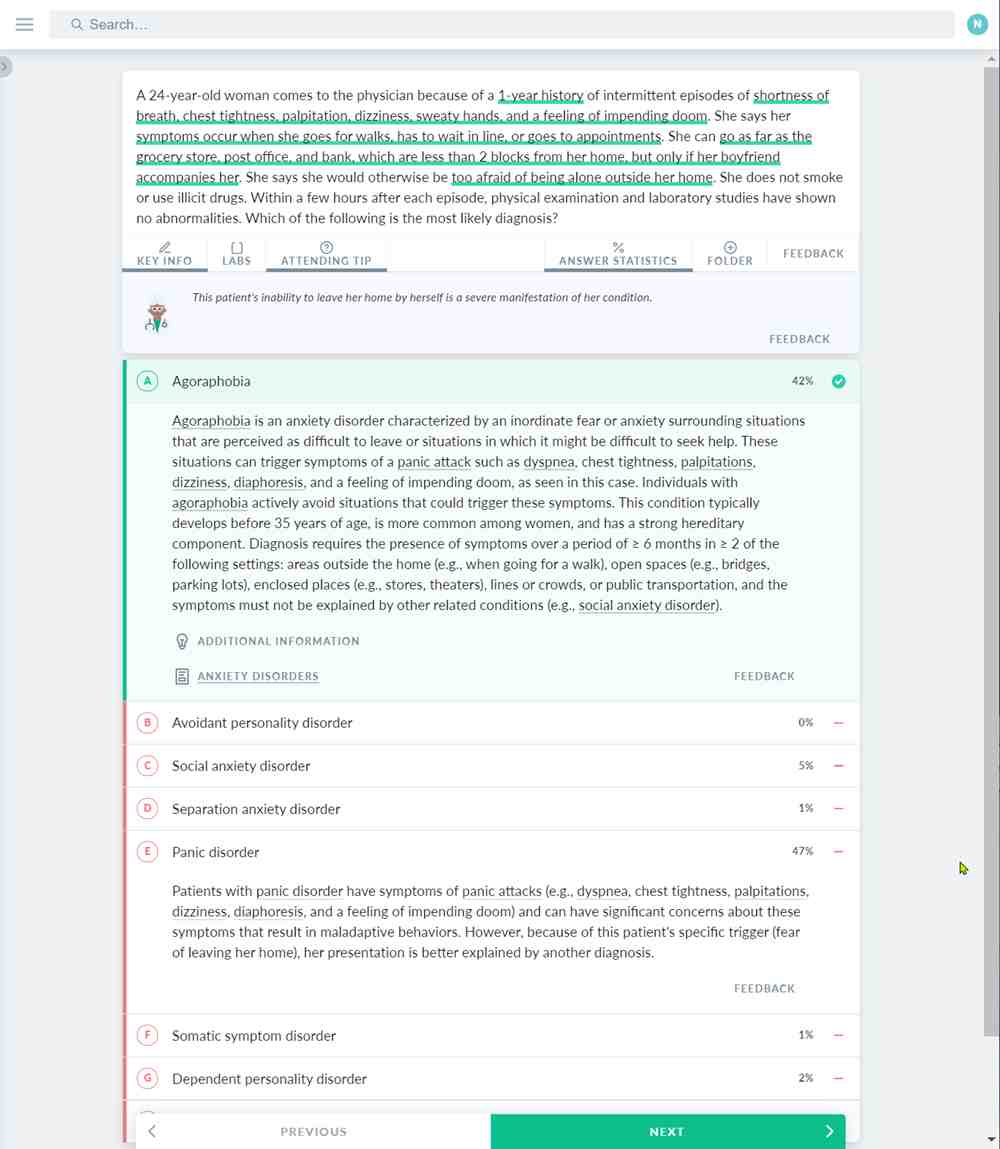 Search...
N
A 24-year-old woman comes to the physician because of a 1-year history of intermittent episodes of shortness of
breath, chest tightness, palpitation, dizziness, sweaty hands, and a feeling of impending doom. She says her
symptoms occur when she goes for walks, has to wait in line, or goes to appointments. She can go as far as the
grocery store, post office, and bank, which are less than 2 blocks from her home, but only if her boyfriend
accompanies her. She says she would otherwise be too afraid of being alone outside her home. She does not smoke
or use illicit drugs. Within a few hours after each episode, physical examination and laboratory studies have shown
no abnormalities. Which of the following is the most likely diagnosis?
KEY INFO LABS ATTENDING TIP ANSWER STATISTICS FOLDER FEEDBACK
This patient's inability to leave her home by herself is a severe manifestation of her condition.
FEEDBACK
A Agoraphobia 42%
Agoraphobia is an anxiety disorder characterized by an inordinate fear or anxiety surrounding situations
that are perceived as difficult to leave or situations in which it might be difficult to seek help. These
situations can trigger symptoms of a panic attack such as dyspnea, chest tightness, palpitations,
dizziness, diaphoresis, and a feeling of impending doom, as seen in this case. Individuals with
agoraphobia actively avoid situations that could trigger these symptoms. This condition typically
develops before 35 years of age, is more common among women, and has a strong hereditary
component. Diagnosis requires the presence of symptoms over a period of ≥ 6 months in ≥ 2 of the
following settings: areas outside the home (e.g., when going for a walk), open spaces (e.g., bridges,
parking lots), enclosed places (e.g., stores, theaters), lines or crowds, or public transportation, and the
symptoms must not be explained by other related conditions (e.g., social anxiety disorder).
ADDITIONAL INFORMATION
ANXIETY DISORDERS FEEDBACK
B Avoidant personality disorder 0%
C Social anxiety disorder 5%
D Separation anxiety disorder 1%
E Panic disorder 47%
Patients with panic disorder have symptoms of panic attacks (e.g., dyspnea, chest tightness, palpitations,
dizziness, diaphoresis, and a feeling of impending doom) and can have significant concerns about these
symptoms that result in maladaptive behaviors. However, because of this patient's specific trigger (fear
of leaving her home), her presentation is better explained by another diagnosis.
FEEDBACK
F Somatic symptom disorder 1%
G Dependent personality disorder 2%
PREVIOUS NEXT